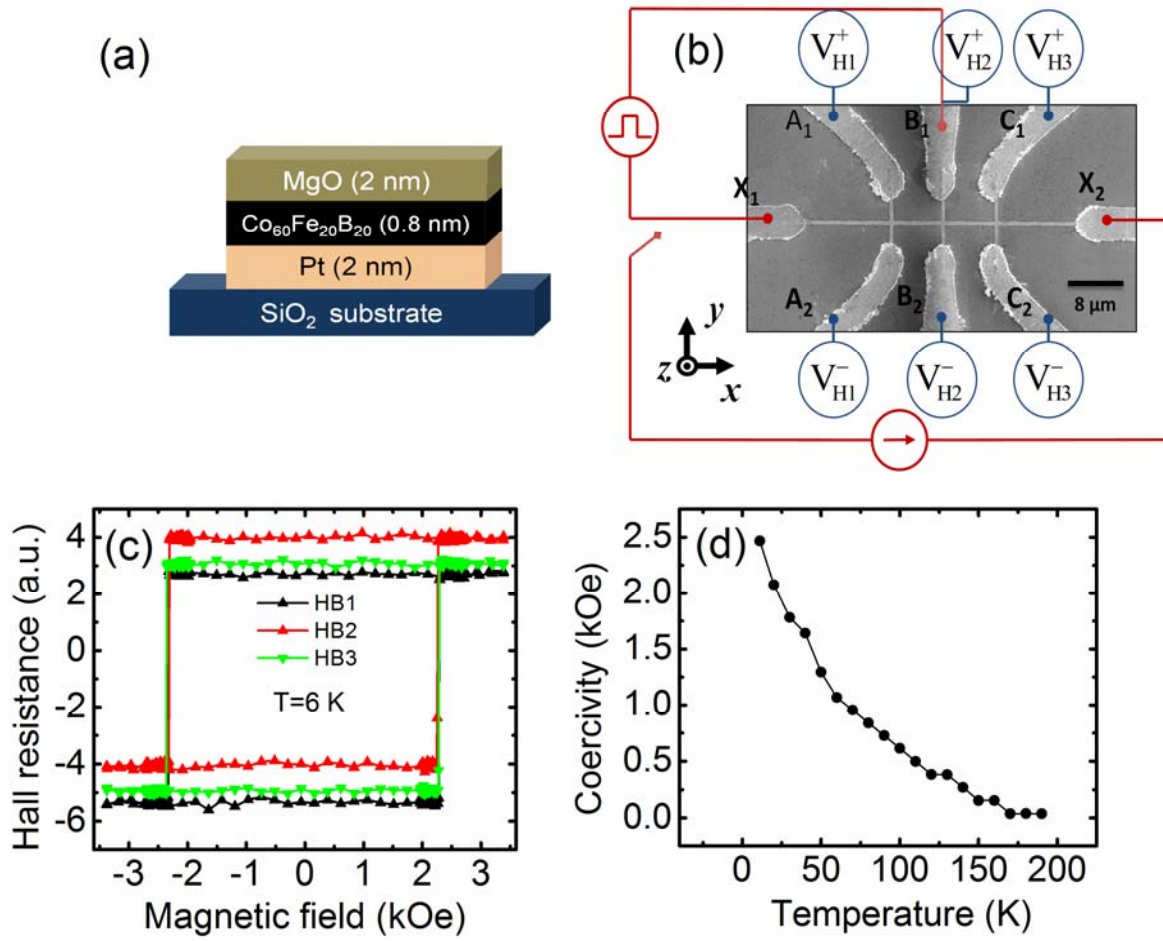 (a)
MgO (2 nm)
Co₆₀Fe₂₀B₂₀ (0.8 nm)
Pt (2 nm)
SiO₂ substrate
(b)
V⁺H1
V⁺H2
V⁺H3
A₁
B₁
C₁
X₁
X₂
A₂
B₂
C₂
8 μm
y
z
x
V⁻H1
V⁻H2
V⁻H3
(c)
Hall resistance (a.u.)
4
2
0
-2
-4
-6
HB1
HB2
HB3
T=6 K
-3 -2 -1 0 1 2 3
Magnetic field (kOe)
(d)
Coercivity (kOe)
2.5
2.0
1.5
1.0
0.5
0.0
0 50 100 150 200
Temperature (K)